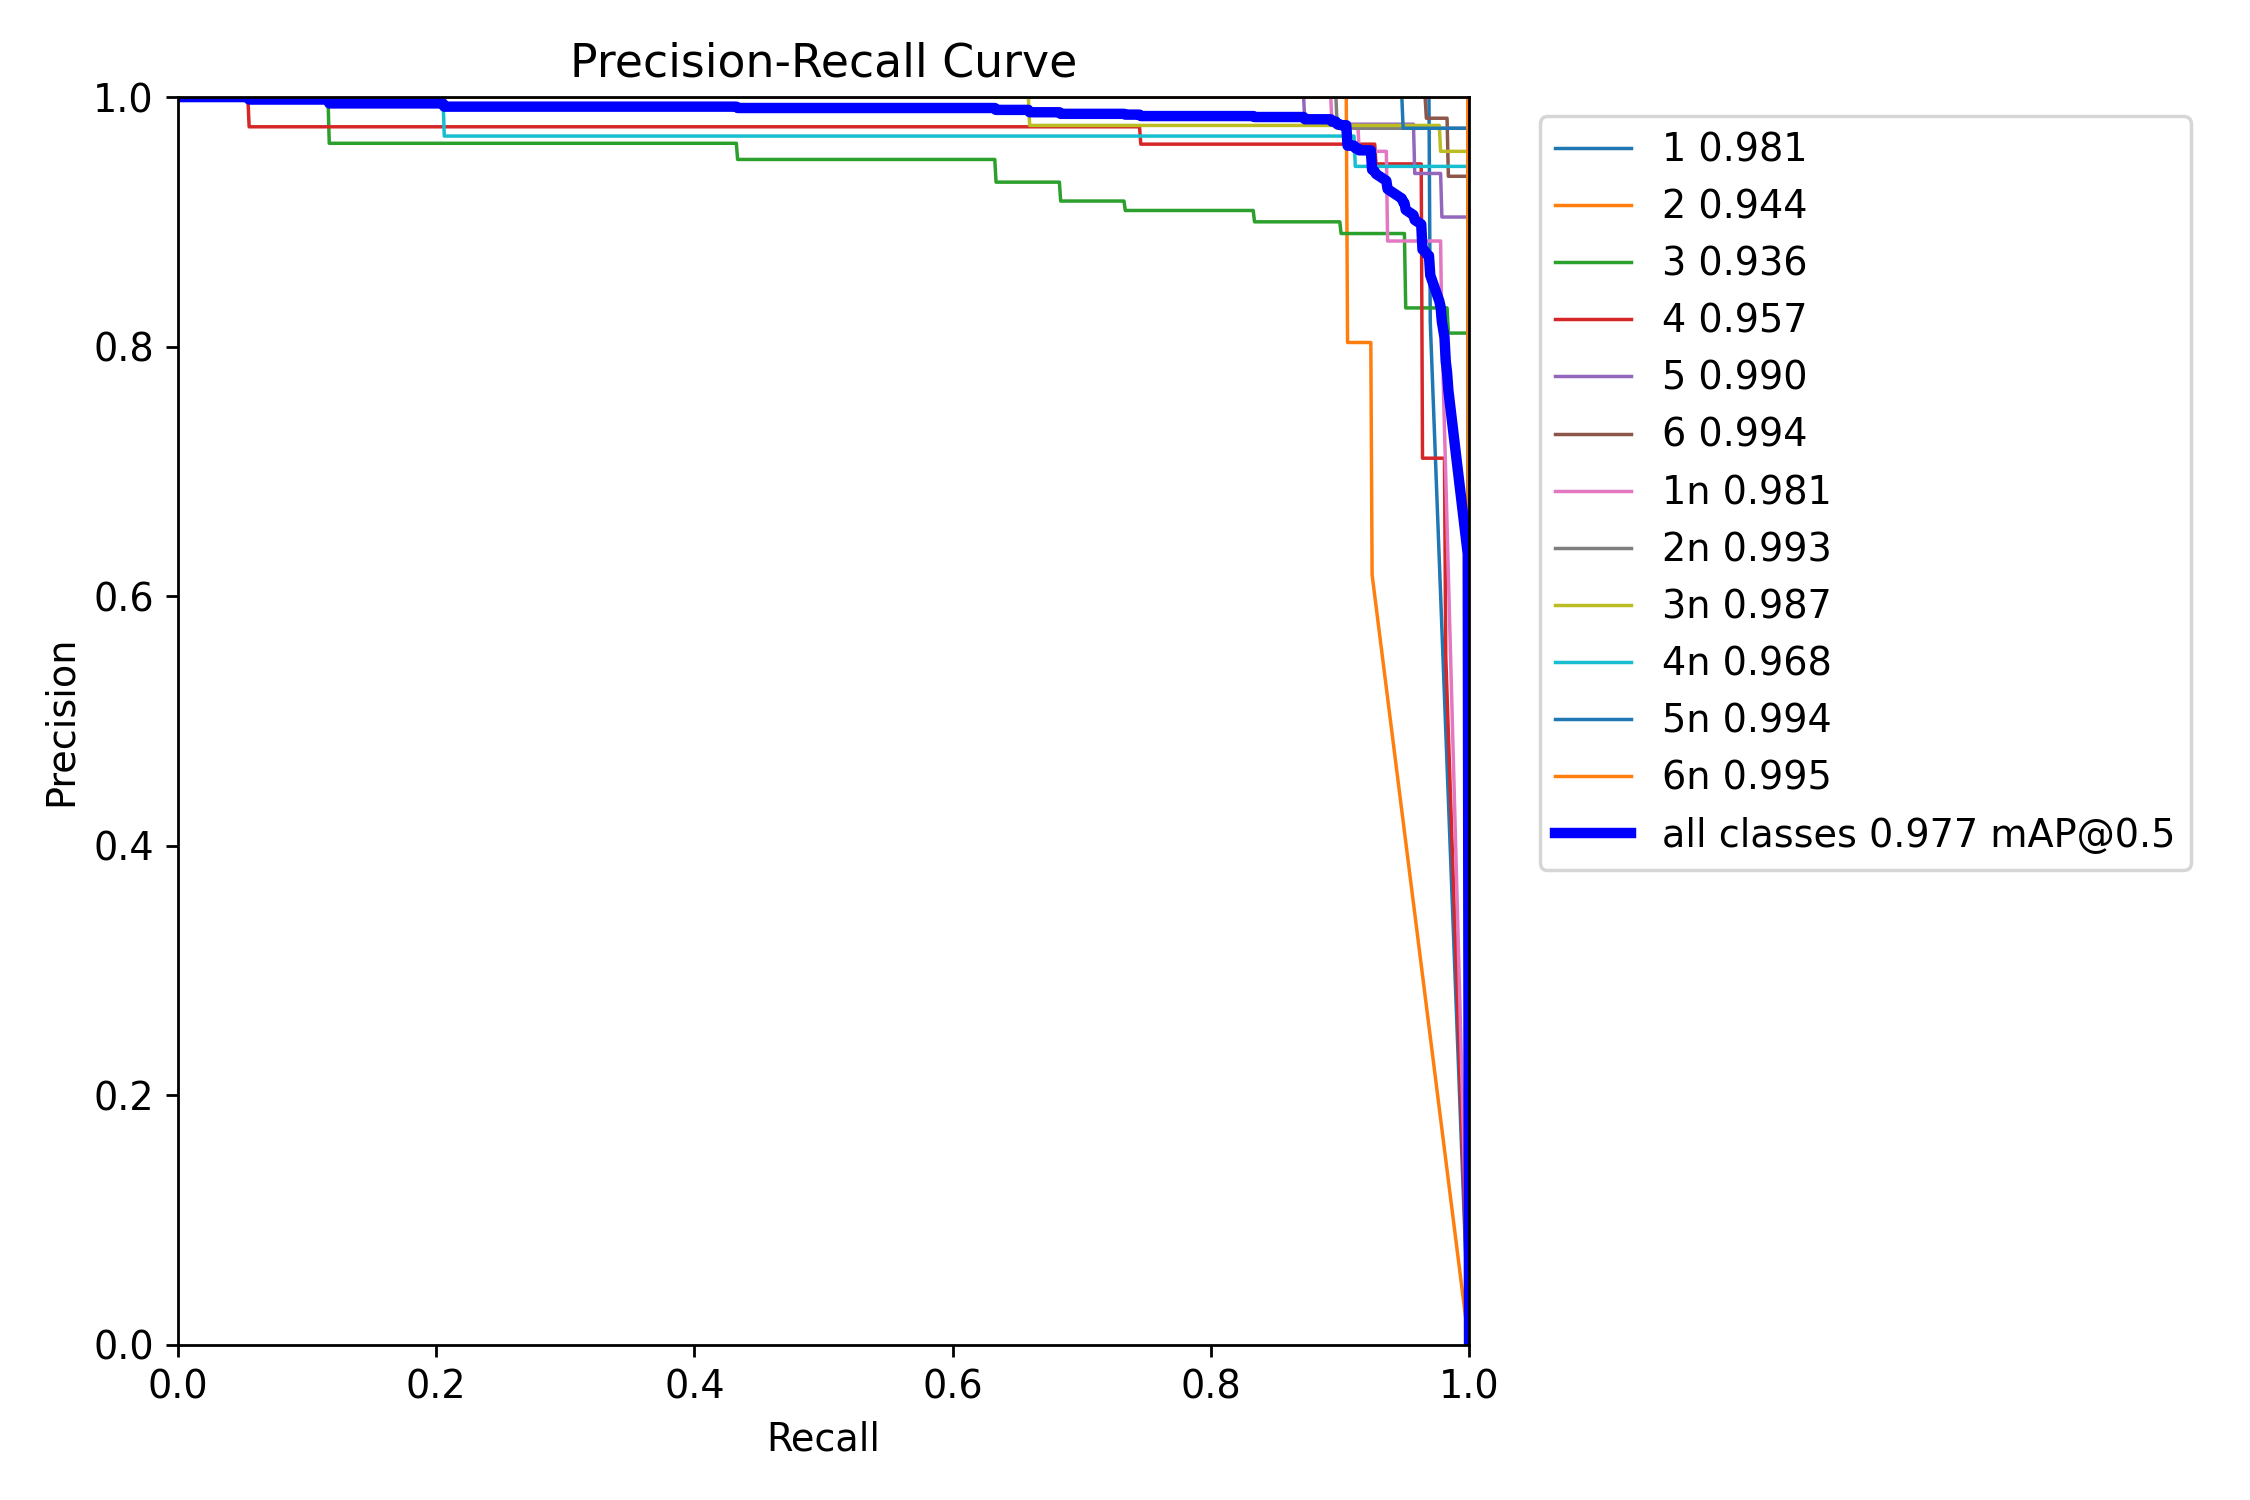 Precision-Recall Curve
1.0
0.8
0.6
0.4
0.2
0.0
Precision
0.0 0.2 0.4 0.6 0.8 1.0
Recall
1 0.981
2 0.944
3 0.936
4 0.957
5 0.990
6 0.994
1n 0.981
2n 0.993
3n 0.987
4n 0.968
5n 0.994
6n 0.995
all classes 0.977 mAP@0.5